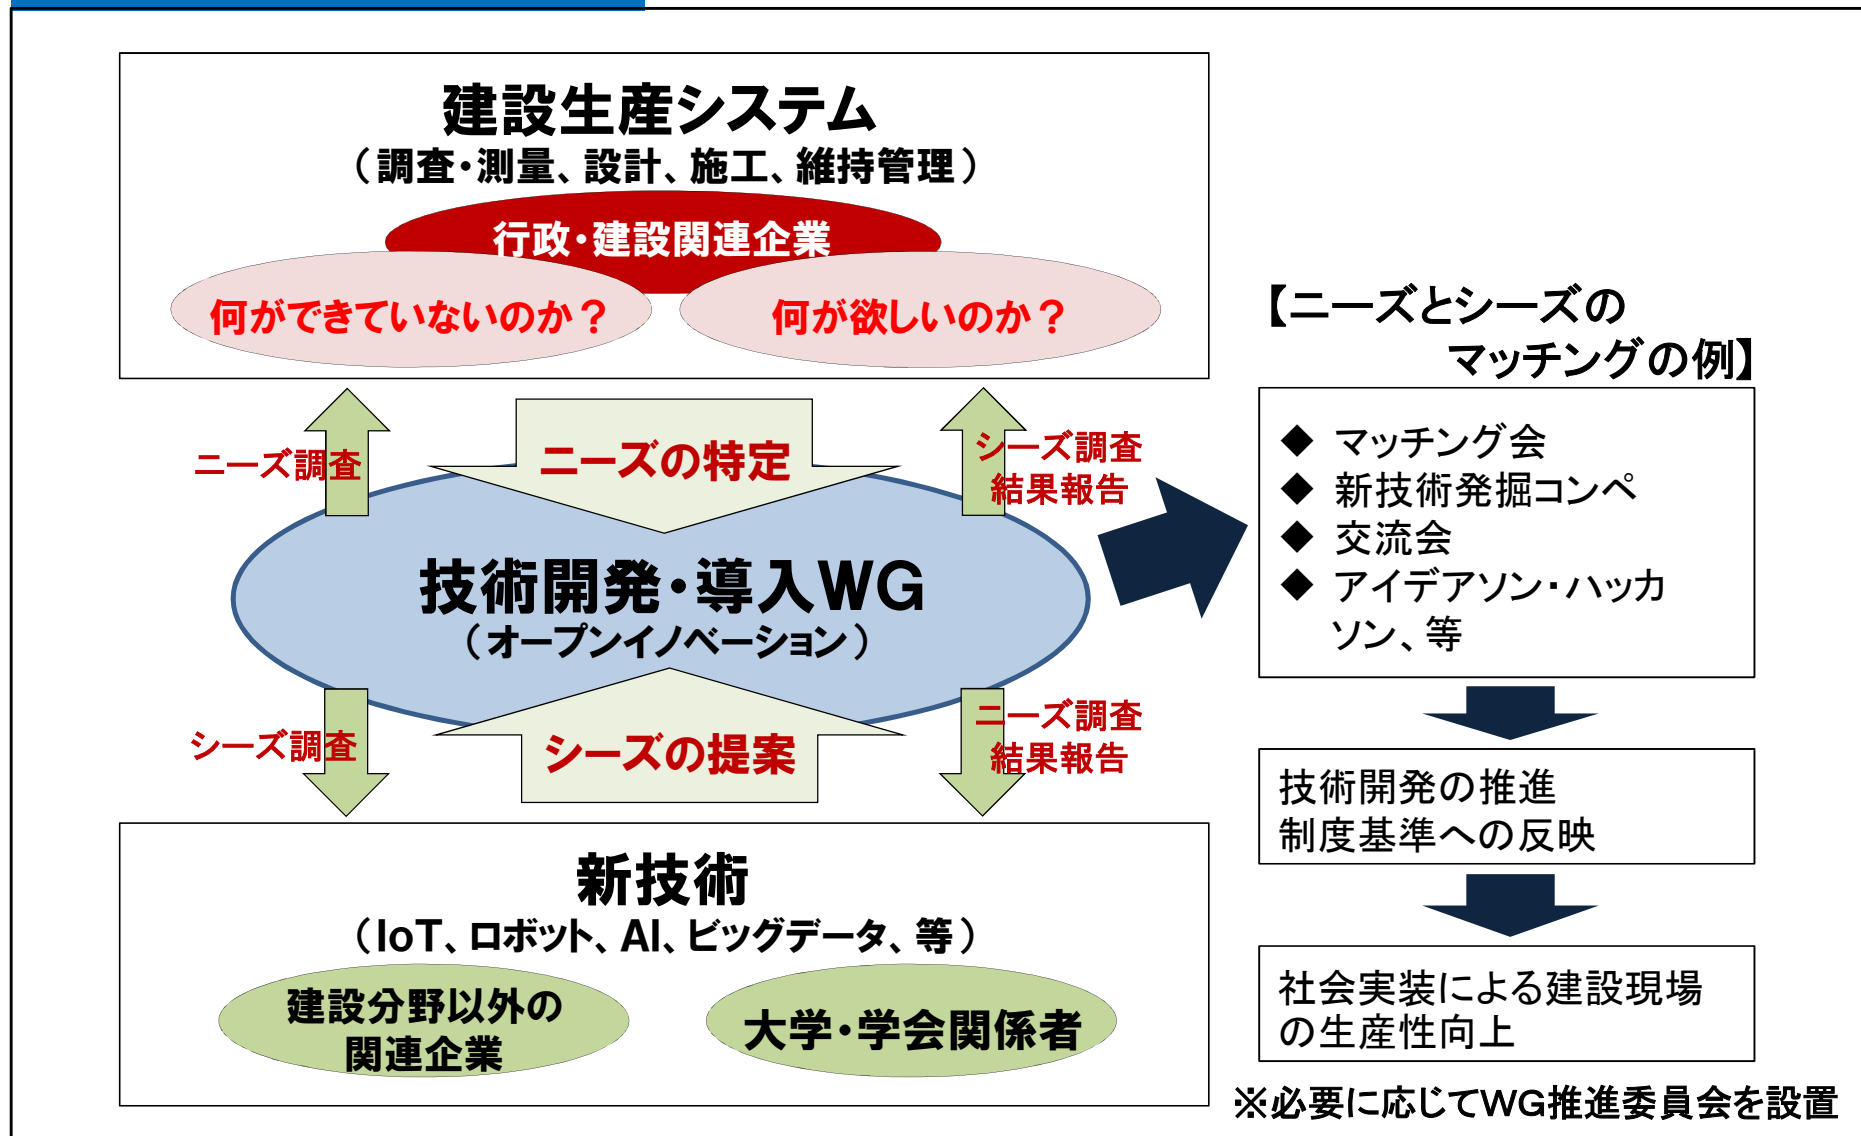 建設生産システム
（調査・測量、設計、施工、維持管理）
行政・建設関連企業
何ができていないのか？
何が欲しいのか？
ニーズ調査
ニーズの特定
シーズ調査
結果報告
技術開発・導入WG
（オープンイノベーション）
シーズ調査
シーズの提案
ニーズ調査
結果報告
新技術
（IoT、ロボット、AI、ビッグデータ、等）
建設分野以外の
関連企業
大学・学会関係者
【ニーズとシーズの
マッチングの例】
◆ マッチング会
◆ 新技術発掘コンペ
◆ 交流会
◆ アイデアソン・ハッカ
ソン、等
技術開発の推進
制度基準への反映
社会実装による建設現場
の生産性向上
※必要に応じてWG推進委員会を設置